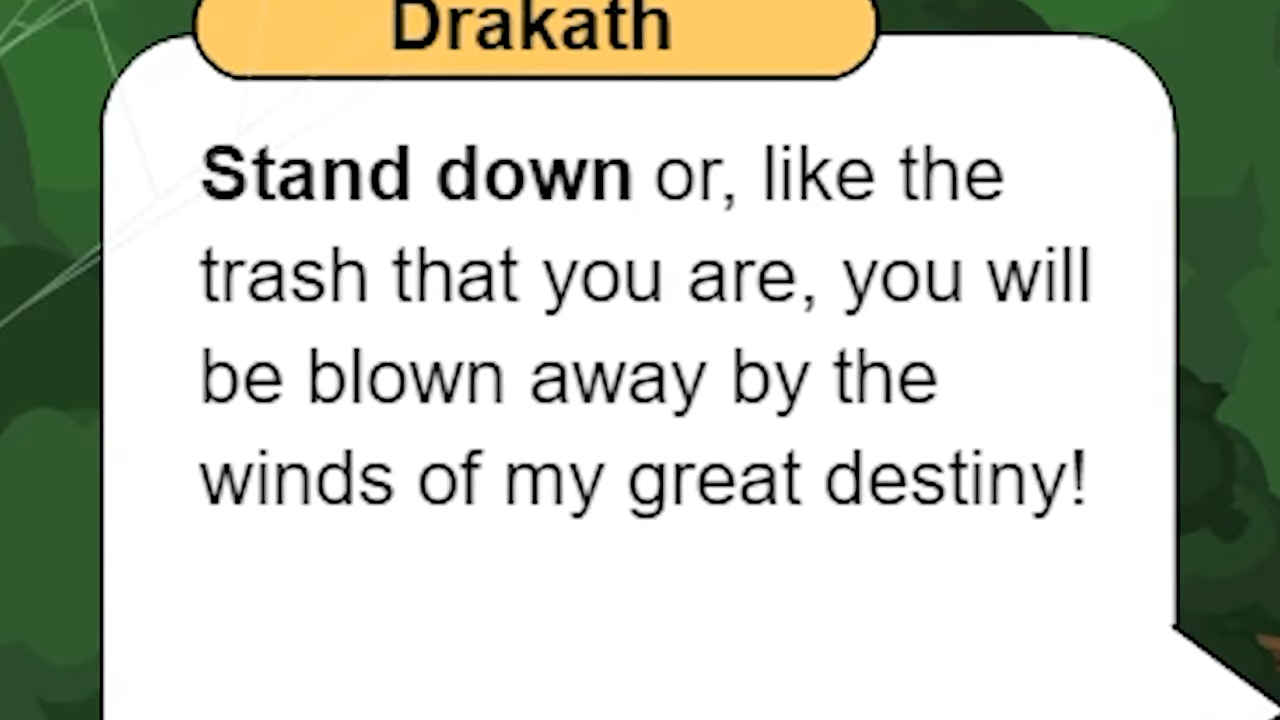 Drakath
Stand down or, like the
trash that you are, you will
be blown away by the
winds of my great destiny!